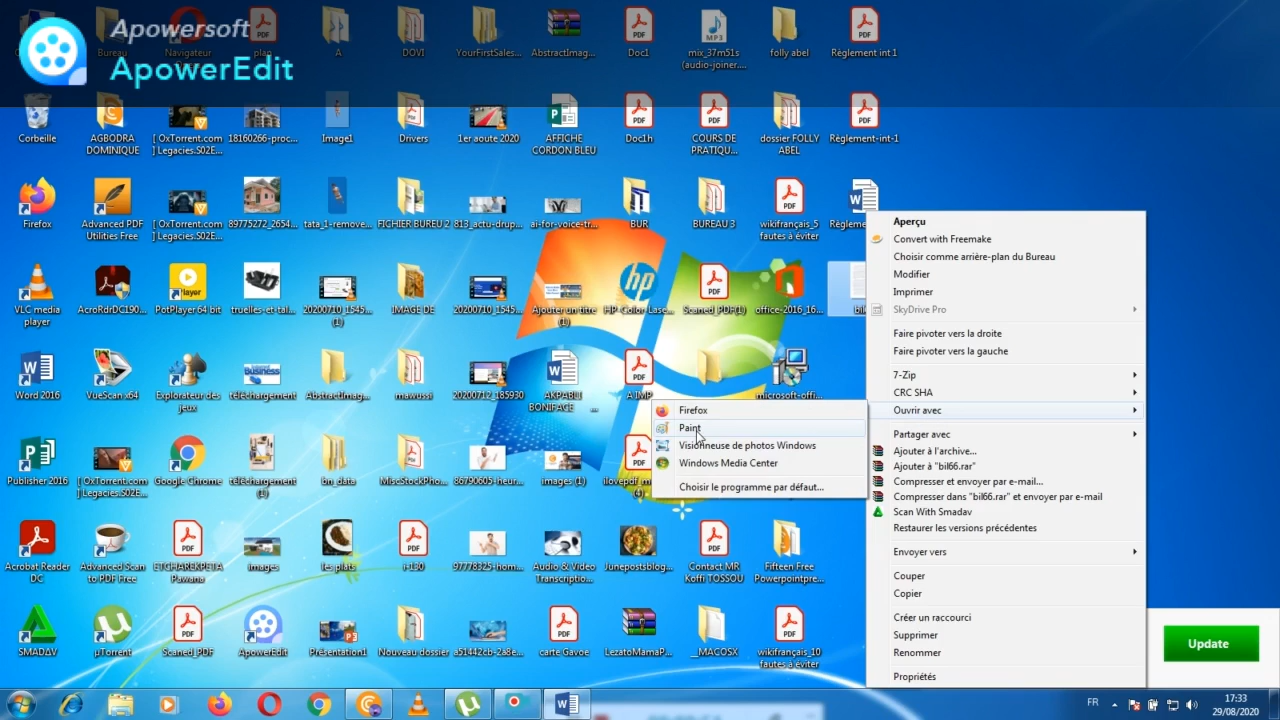 Apowersoft
ApowerEdit
Bureau
Navigateur
plan
A
DOVI
YourFirstSales...
AbstractImag...
Doc1
mix_37m51s
(audio-joiner....
folly abel
Règlement int 1
Corbeille
AGBODRA
DOMINIQUE
[ OxTorrent.com
] Legacies.S02E...
18160266-proc...
Image1
Drivers
1er aoute 2020
AFFICHE
CORDON BLEU
Doc1h
COURS DE
PRATIQU...
dossier FOLLY
ABEL
Règlement-int-1
Firefox
Advanced PDF
Utilities Free
[ OxTorrent.com
] Legacies.S02E...
89775272_2654...
tata_1-remove...
FICHIER BUREU 2
813_actu-drup...
ai-for-voice-tr...
BUR
BUREAU 3
wikifrançais_5
fautes à éviter
Règleme
VLC media
player
AcroRdrDC190...
PotPlayer 64 bit
truelles-et-tal...
20200710_1545...
(1)
IMAGE DE
20200710_1545...
Ajouter un titre
(1)
HP-Color-Lase...
Scaned_PDF(1)
office-2016_16...
Word 2016
VueScan x64
Explorateur des
jeux
téléchargement
AbstractImag...
mawussi
20200712_185930
AKPABLI
BONIFACE ...
A IMP
microsoft-offi...
Publisher 2016
[ OxTorrent.com
] Legacies.S02E...
Google Chrome
téléchargement
(1)
bn_data
MiscStockPho...
86790605-heur...
images (1)
Acrobat Reader
DC
Advanced Scan
to PDF Free
ETCHAREKPETA
Pawana
images
les plats
i-130
97778325-hom...
Audio & Video
Transcriptio...
Junepostsblog...
Contact MR
Koffi TOSSOU
Fifteen Free
Powerpointpre...
SMADΔV
µTorrent
Scaned_PDF
ApowerEdit
Présentation1
Nouveau dossier
a51442cb-2a8e...
carte Gavoe
LezatoMamaP...
__MACOSX
wikifrançais_10
fautes à éviter
Aperçu
Convert with Freemake
Choisir comme arrière-plan du Bureau
Modifier
Imprimer
SkyDrive Pro
Faire pivoter vers la droite
Faire pivoter vers la gauche
7-Zip
CRC SHA
Ouvrir avec
Partager avec
Ajouter à l'archive...
Ajouter à "bil66.rar"
Compresser et envoyer par e-mail...
Compresser dans "bil66.rar" et envoyer par e-mail
Scan With Smadav
Restaurer les versions précédentes
Envoyer vers
Couper
Copier
Créer un raccourci
Supprimer
Renommer
Propriétés
Firefox
Paint
Visionneuse de photos Windows
Windows Media Center
Choisir le programme par défaut...
Update
FR
17:33
29/08/2020